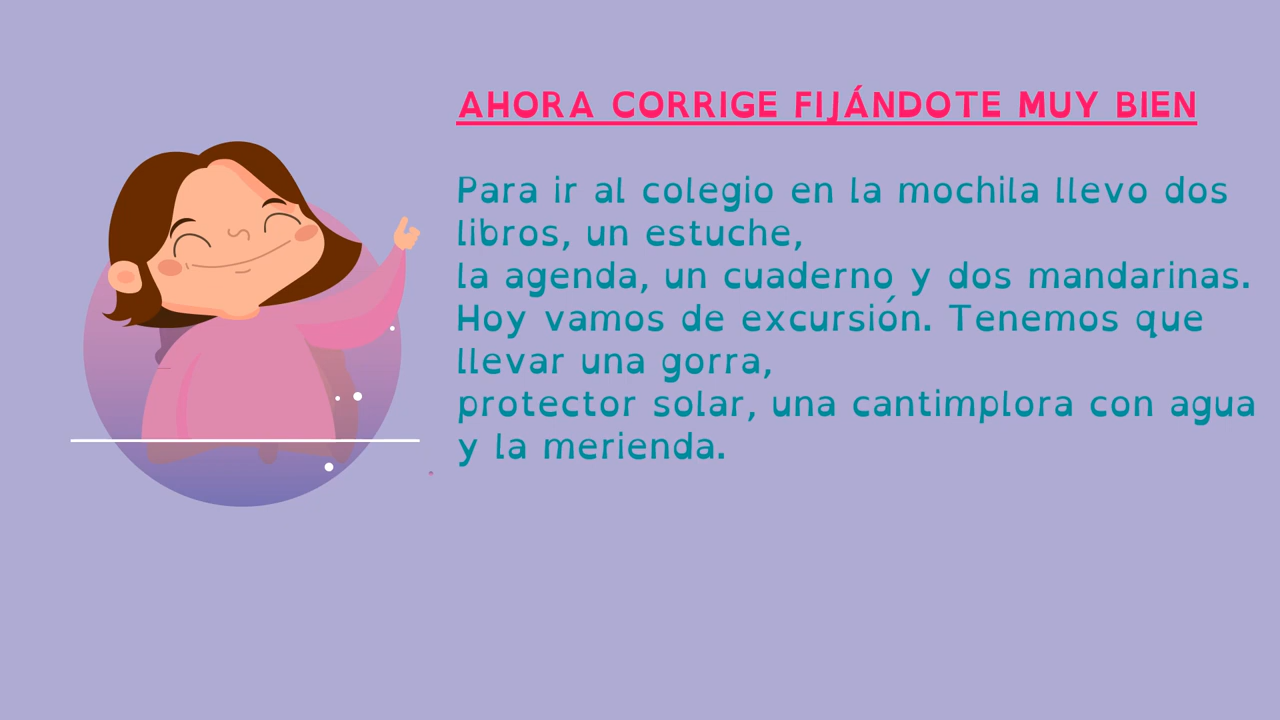 AHORA CORRIGE FIJÁNDOTE MUY BIEN
Para ir al colegio en la mochila llevo dos
libros, un estuche,
la agenda, un cuaderno y dos mandarinas.
Hoy vamos de excursión. Tenemos que
llevar una gorra,
protector solar, una cantimplora con agua
y la merienda.